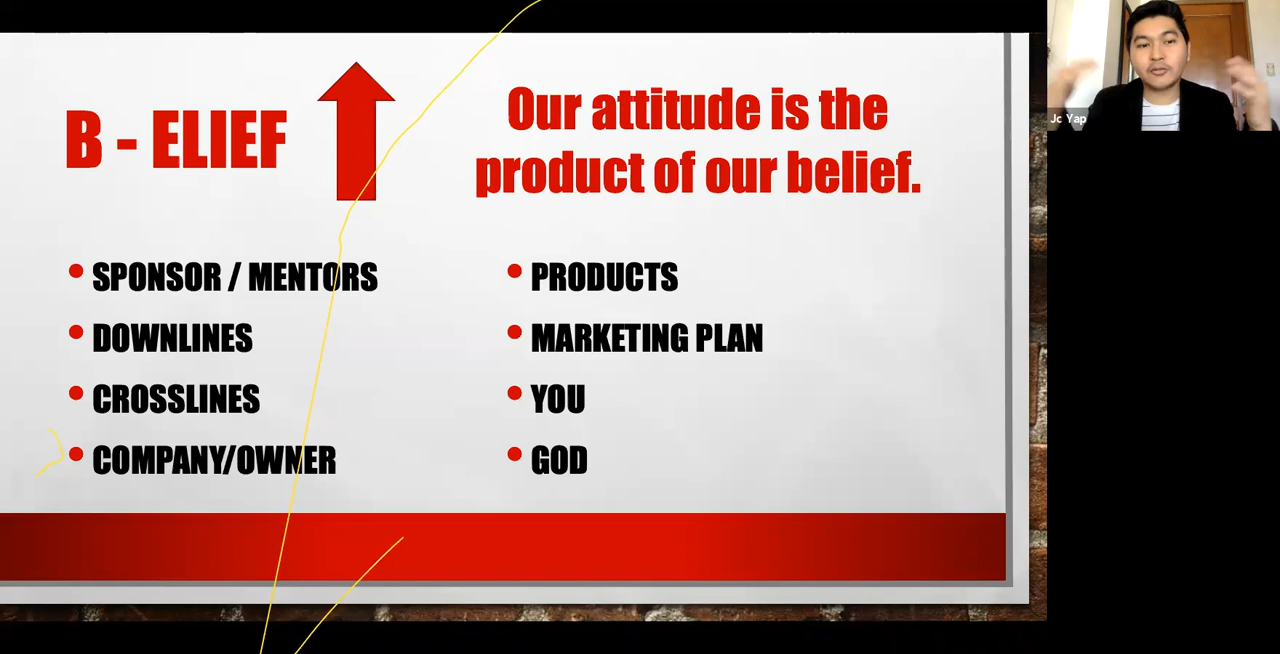 B - ELIEF
Our attitude is the
product of our belief.
• SPONSOR / MENTORS
• DOWNLINES
• CROSSLINES
• COMPANY/OWNER
• PRODUCTS
• MARKETING PLAN
• YOU
• GOD
Jc Yap